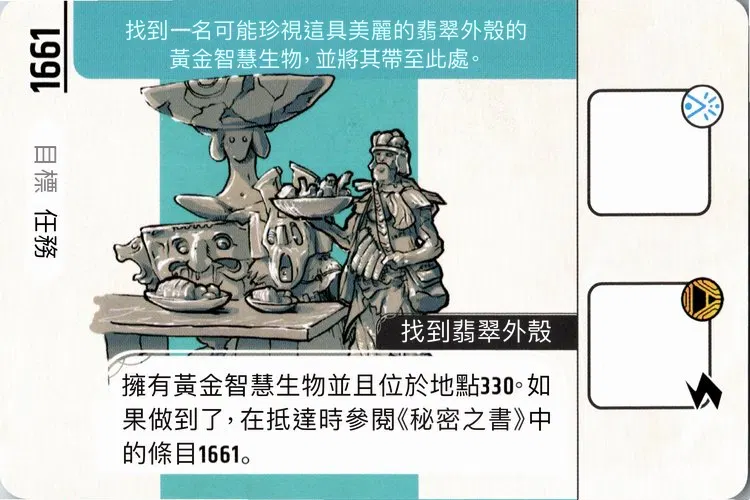 找到一名可能珍視這具美麗的翡翠外殼的
黃金智慧生物，並將其帶至此處。
1661
目標 任務
找到翡翠外殼
擁有黃金智慧生物並且位於地點330。如
果做到了，在抵達時參閱《秘密之書》中
的條目1661。